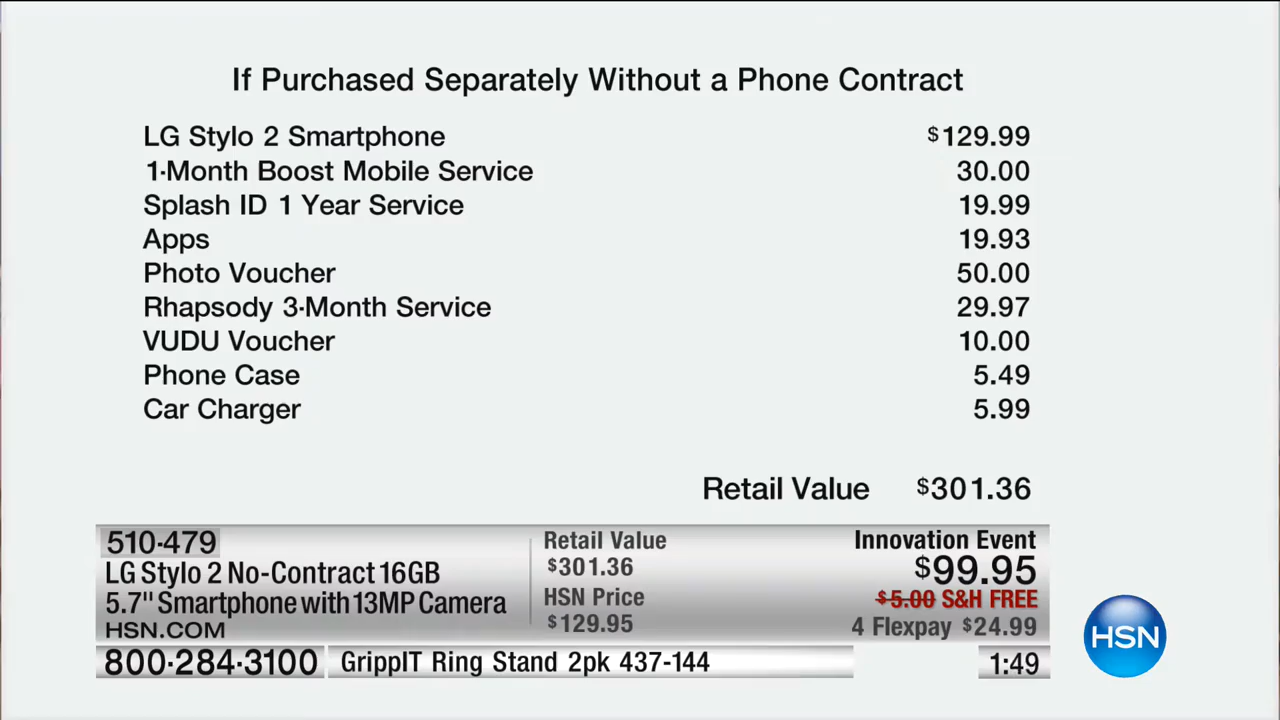 If Purchased Separately Without a Phone Contract
LG Stylo 2 Smartphone $129.99
1-Month Boost Mobile Service 30.00
Splash ID 1 Year Service 19.99
Apps 19.93
Photo Voucher 50.00
Rhapsody 3-Month Service 29.97
VUDU Voucher 10.00
Phone Case 5.49
Car Charger 5.99
Retail Value $301.36
510-479
LG Stylo 2 No-Contract 16GB
5.7" Smartphone with 13MP Camera
HSN.COM
Retail Value
$301.36
HSN Price
$129.95
Innovation Event
$99.95
$5.00 S&H FREE
4 Flexpay $24.99
HSN
800-284-3100 GrippIT Ring Stand 2pk 437-144 1:49